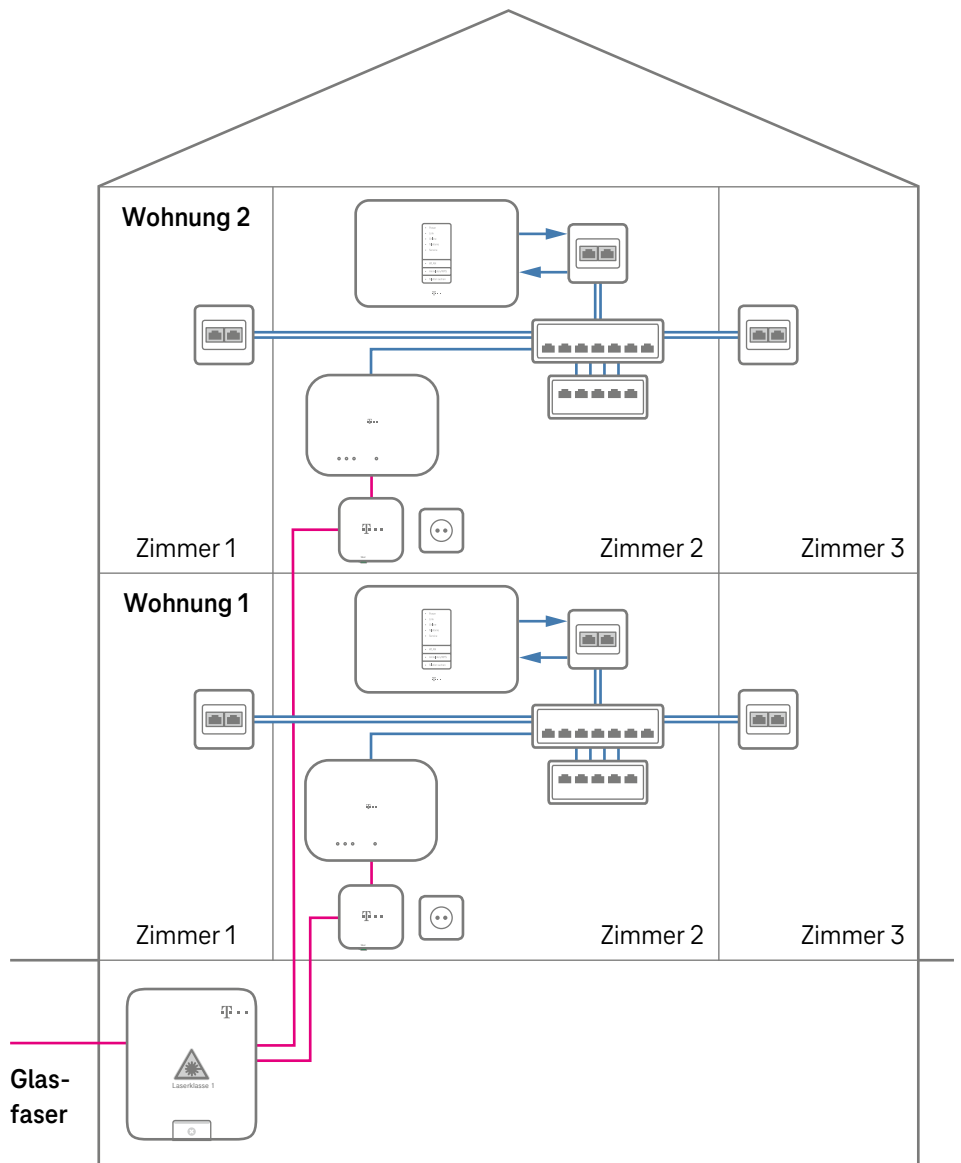 Wohnung 2
Zimmer 1
Zimmer 2
Zimmer 3
Wohnung 1
Zimmer 1
Zimmer 2
Zimmer 3
T
Laserklasse 1
Glas-
faser